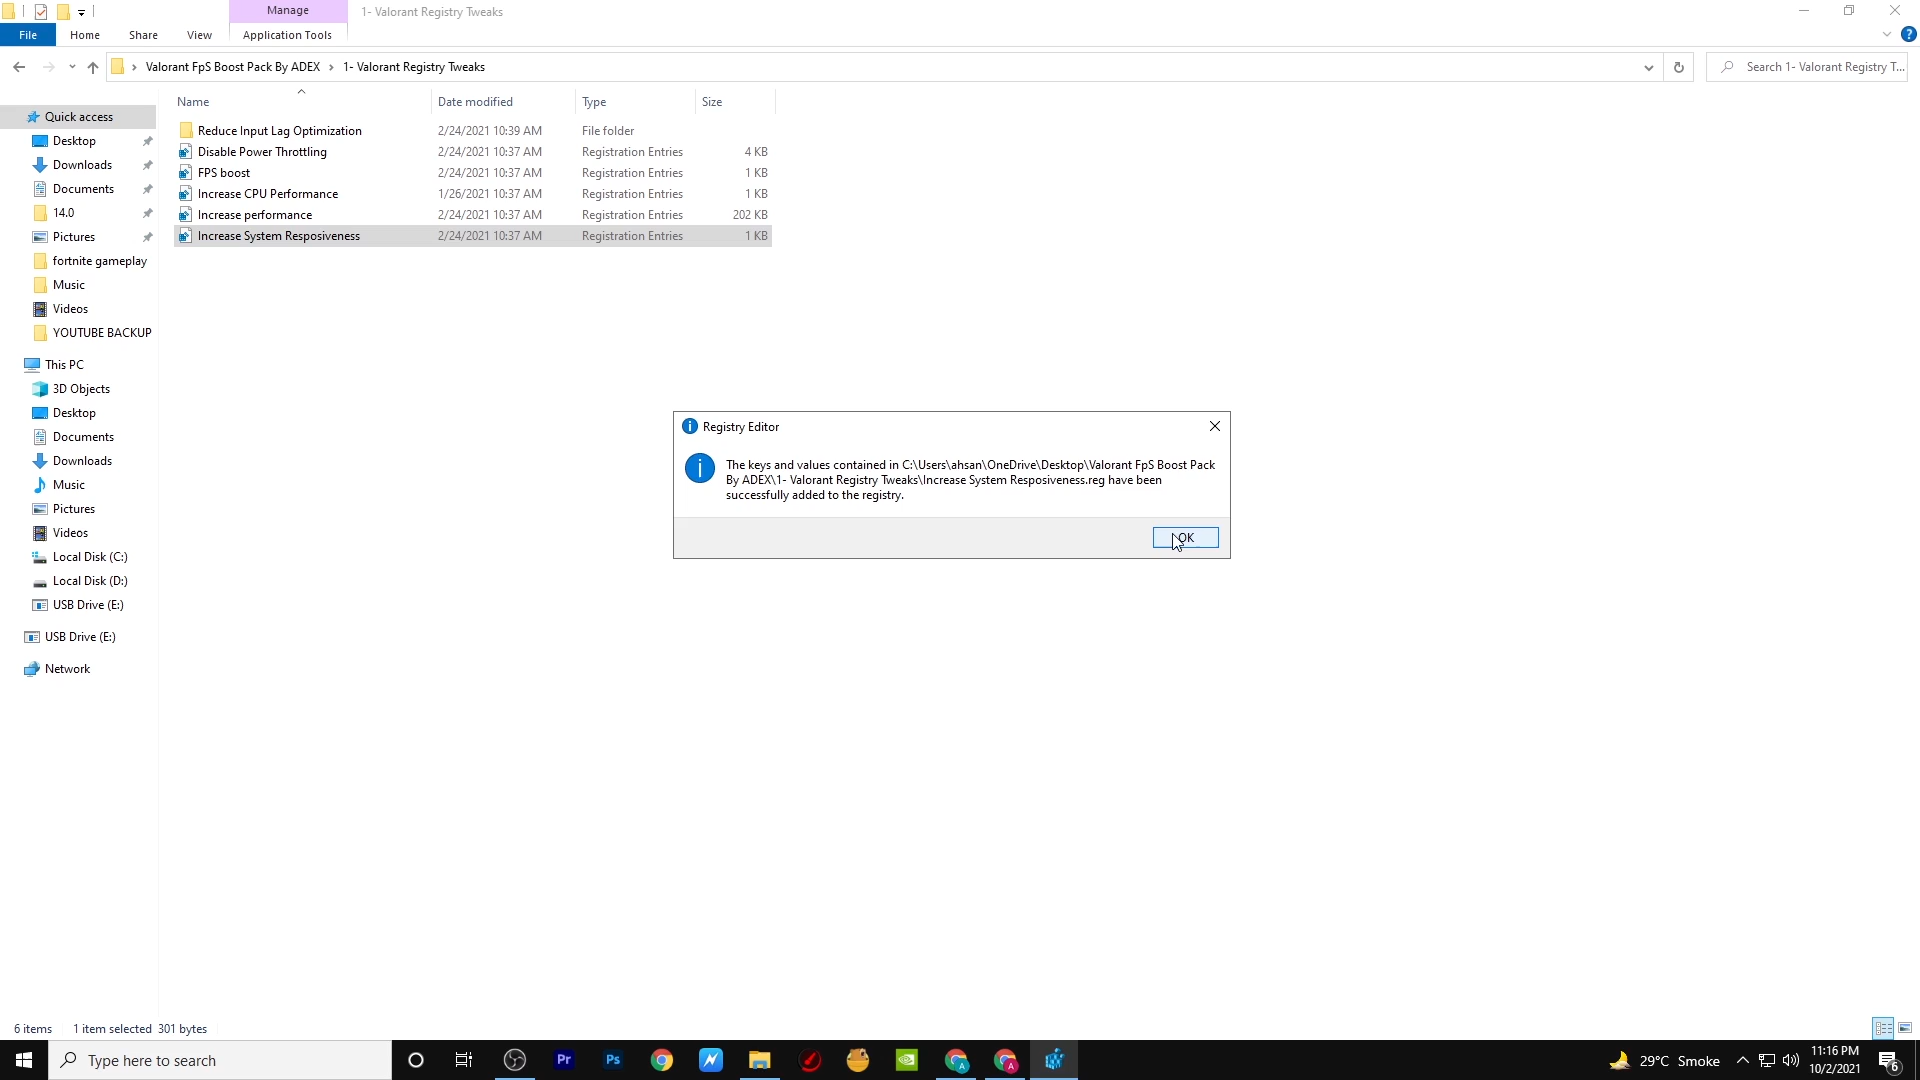 Manage
1- Valorant Registry Tweaks
File
Home
Share
View
Application Tools
Valorant FpS Boost Pack By ADEX
1- Valorant Registry Tweaks
Search 1- Valorant Registry T...
Name
Date modified
Type
Size
Quick access
Desktop
Downloads
Documents
14.0
Pictures
fortnite gameplay
Music
Videos
YOUTUBE BACKUP
This PC
3D Objects
Desktop
Documents
Downloads
Music
Pictures
Videos
Local Disk (C:)
Local Disk (D:)
USB Drive (E:)
USB Drive (E:)
Network
Reduce Input Lag Optimization 2/24/2021 10:39 AM File folder
Disable Power Throttling 2/24/2021 10:37 AM Registration Entries 4 KB
FPS boost 2/24/2021 10:37 AM Registration Entries 1 KB
Increase CPU Performance 1/26/2021 10:37 AM Registration Entries 1 KB
Increase performance 2/24/2021 10:37 AM Registration Entries 202 KB
Increase System Resposiveness 2/24/2021 10:37 AM Registration Entries 1 KB
Registry Editor
The keys and values contained in C:\Users\ahsan\OneDrive\Desktop\Valorant FpS Boost Pack
By ADEX\1- Valorant Registry Tweaks\Increase System Resposiveness.reg have been
successfully added to the registry.
OK
6 items 1 item selected 301 bytes
Type here to search
Pr
Ps
A
A
29°C Smoke
11:16 PM
10/2/2021
6